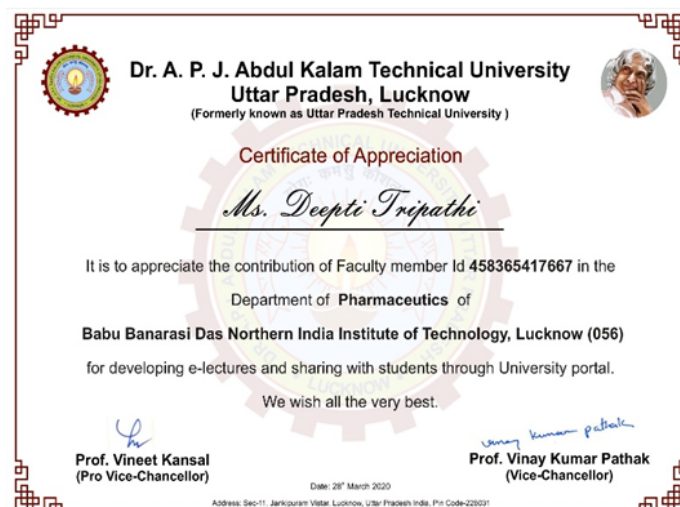 Dr. A. P. J. Abdul Kalam Technical University
Uttar Pradesh, Lucknow
(Formerly known as Uttar Pradesh Technical University )
Certificate of Appreciation
Ms. Deepti Tripathi
It is to appreciate the contribution of Faculty member Id 458365417667 in the
Department of Pharmaceutics of
Babu Banarasi Das Northern India Institute of Technology, Lucknow (056)
for developing e-lectures and sharing with students through University portal.
We wish all the very best.
vinay kumar pathak
Prof. Vineet Kansal
(Pro Vice-Chancellor)
Prof. Vinay Kumar Pathak
(Vice-Chancellor)
Date: 28th March 2020
Address: Sec-11, Jankipuram Vistar, Lucknow, Uttar Pradesh India, Pin Code-226031